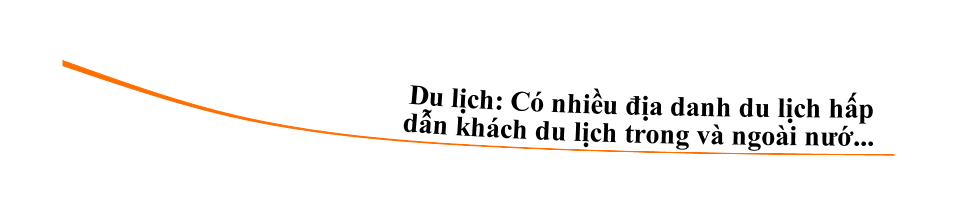 Du lịch: Có nhiều địa danh du lịch hấp
dẫn khách du lịch trong và ngoài nướ...